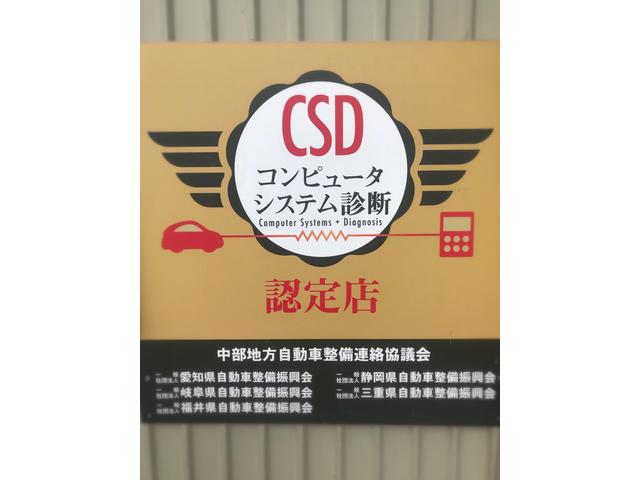 CSD
コンピュータ
システム診断
Computer Systems + Diagnosis
認定店
中部地方自動車整備連絡協議会
一般社団法人 愛知県自動車整備振興会
一般社団法人 静岡県自動車整備振興会
一般社団法人 岐阜県自動車整備振興会
一般社団法人 三重県自動車整備振興会
一般社団法人 福井県自動車整備振興会